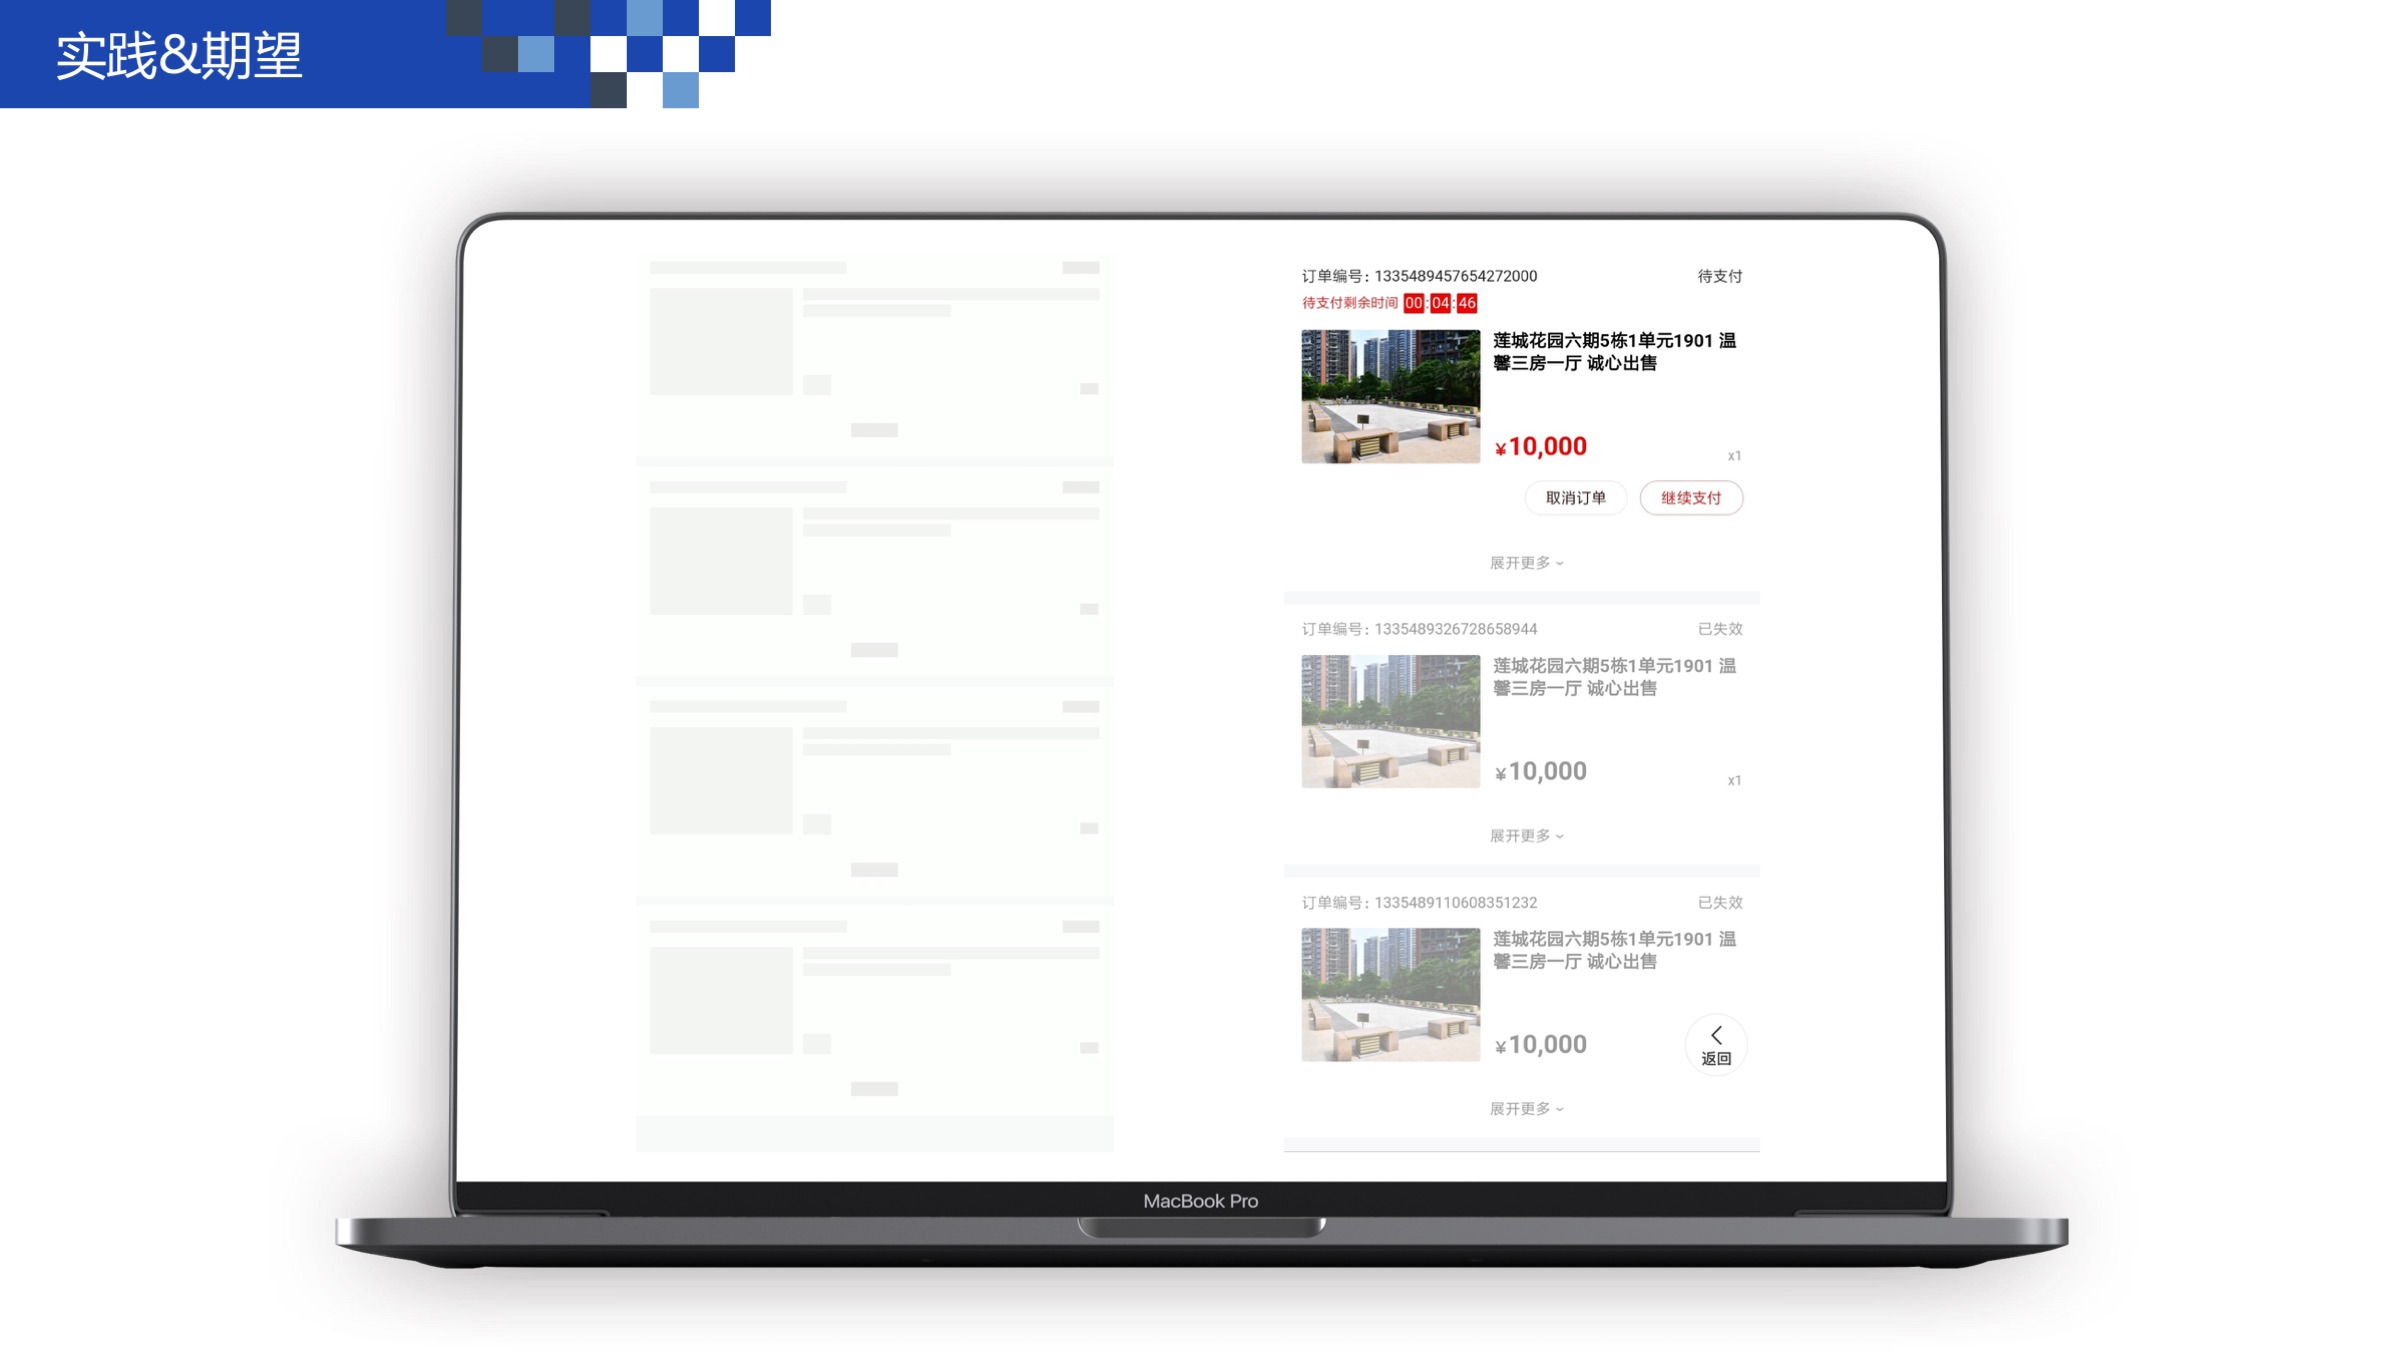 实践&期望
订单编号: 1335489457654272000 待支付
待支付剩余时间 00:04:46
莲城花园六期5栋1单元1901 温
馨三房一厅 诚心出售
¥10,000 x1
取消订单 继续支付
展开更多
订单编号: 1335489326728658944 已失效
莲城花园六期5栋1单元1901 温
馨三房一厅 诚心出售
¥10,000 x1
展开更多
订单编号: 1335489110608351232 已失效
莲城花园六期5栋1单元1901 温
馨三房一厅 诚心出售
¥10,000
返回
展开更多
MacBook Pro